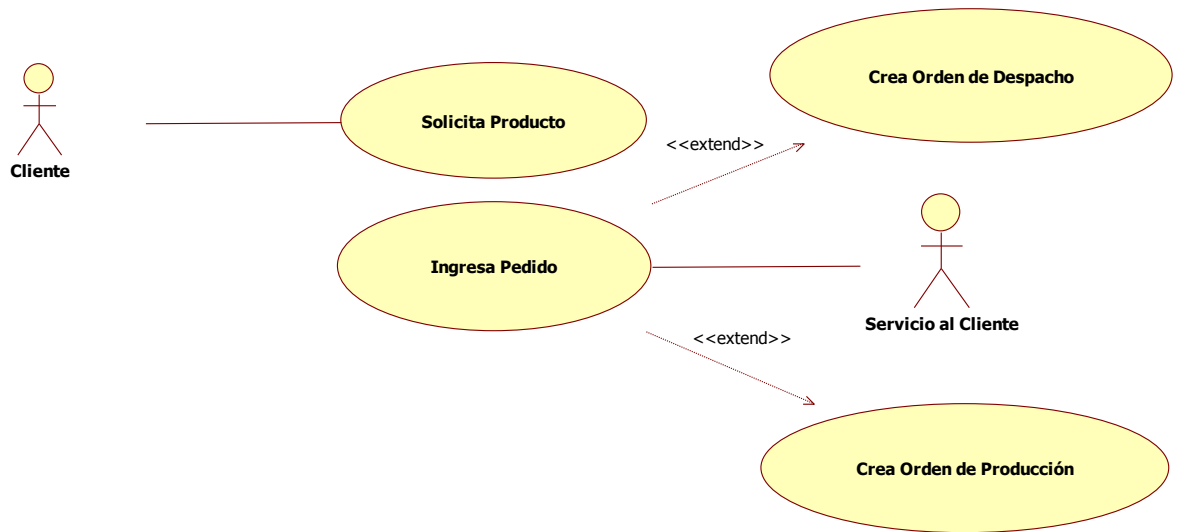 Crea Orden de Despacho
Solicita Producto
<<extend>>
Cliente
Ingresa Pedido
Servicio al Cliente
<<extend>>
Crea Orden de Producción